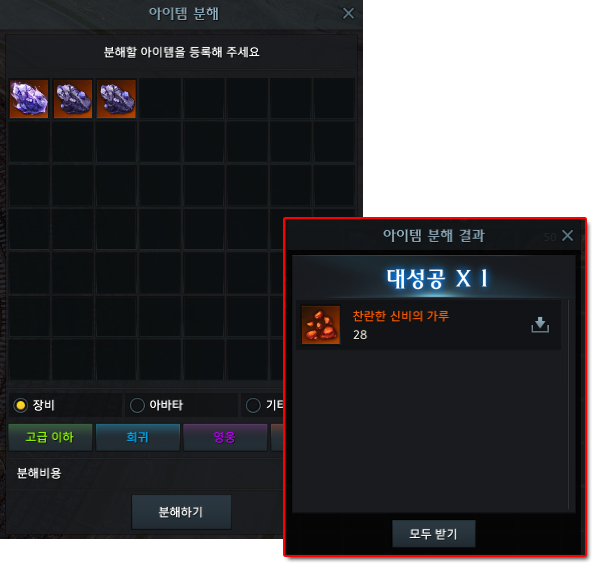 아이템 분해
분해할 아이템을 등록해 주세요
장비
아바타
기타
고급 이하
희귀
영웅
분해비용
분해하기
아이템 분해 결과
50
대성공 X 1
찬란한 신비의 가루
28
모두 받기